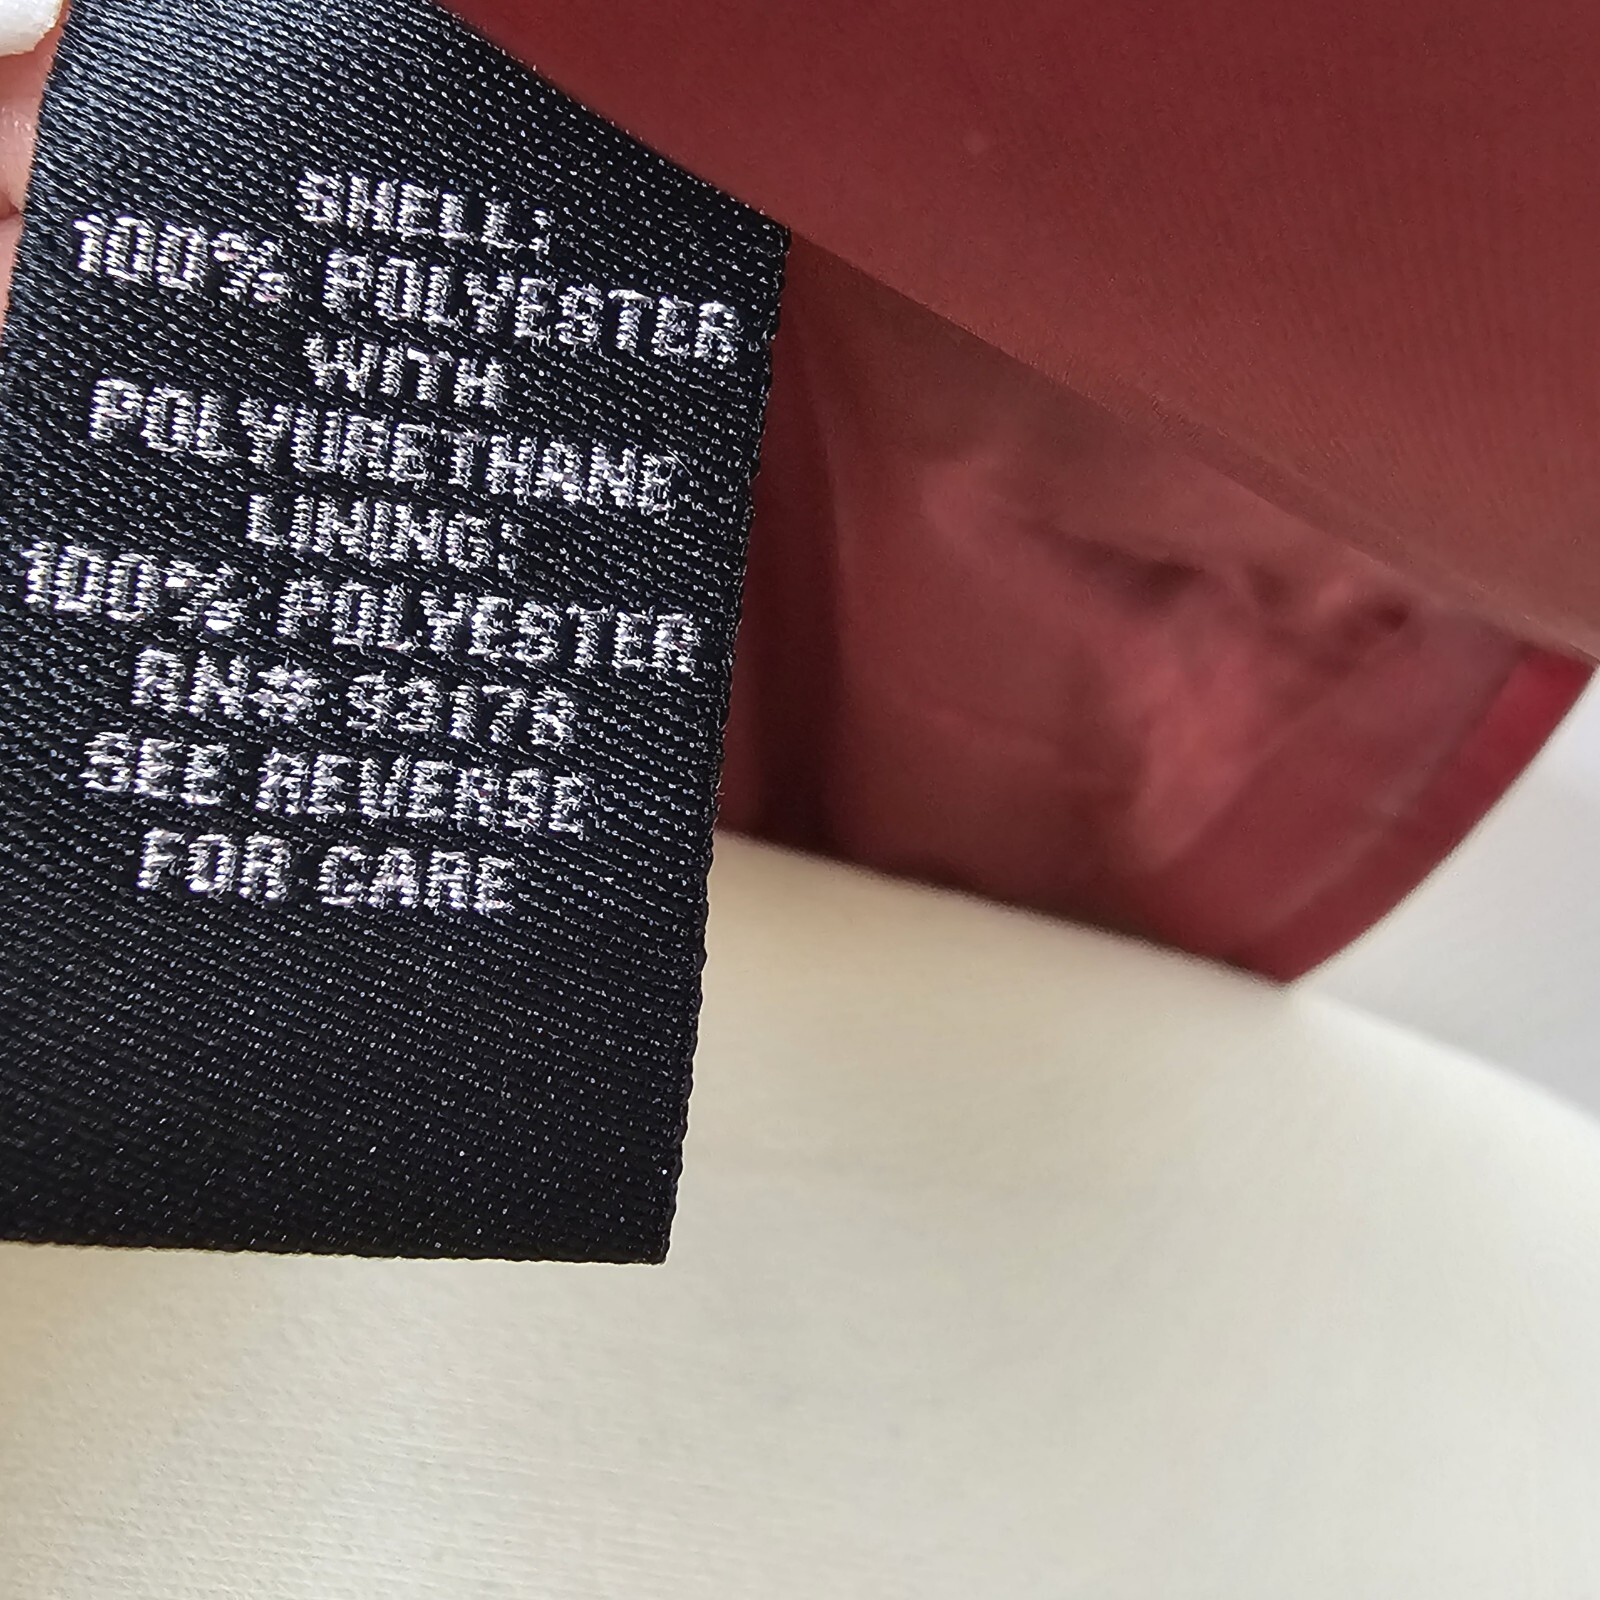 SHELL:
100% POLYESTER
WITH
POLYURETHANE
LINING:
100% POLYESTER
RN# 93176
SEE REVERSE
FOR CARE